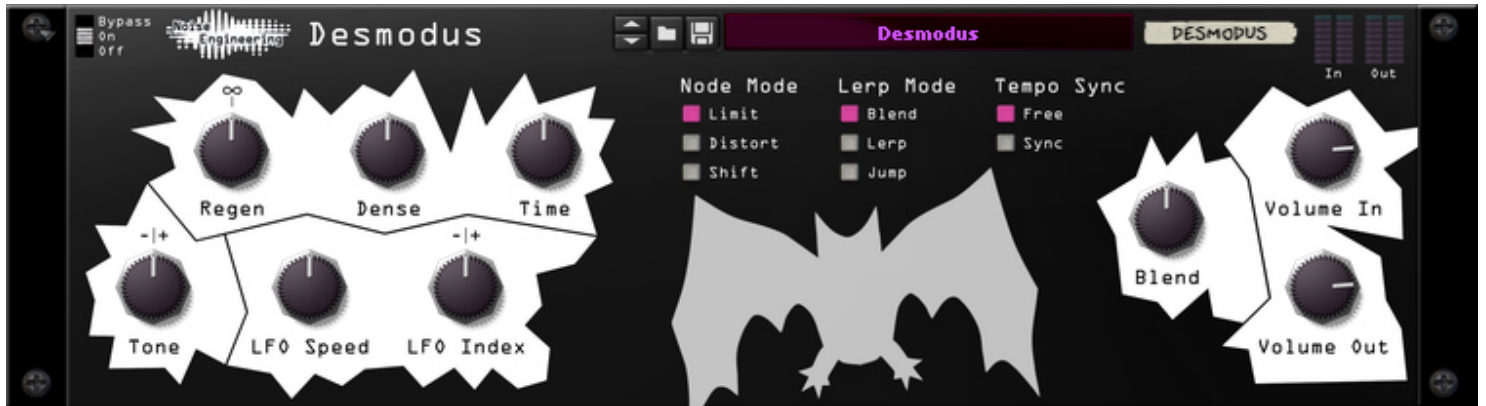 Bypass
On
Off
Noise
Engineering
Desmodus
Desmodus
DESMODUS
In Out
Node Mode
Limit
Distort
Shift
Lerp Mode
Blend
Lerp
Jump
Tempo Sync
Free
Sync
∞
Regen
Dense
Time
-|+
Tone
LFO Speed
-|+
LFO Index
Blend
Volume In
Volume Out